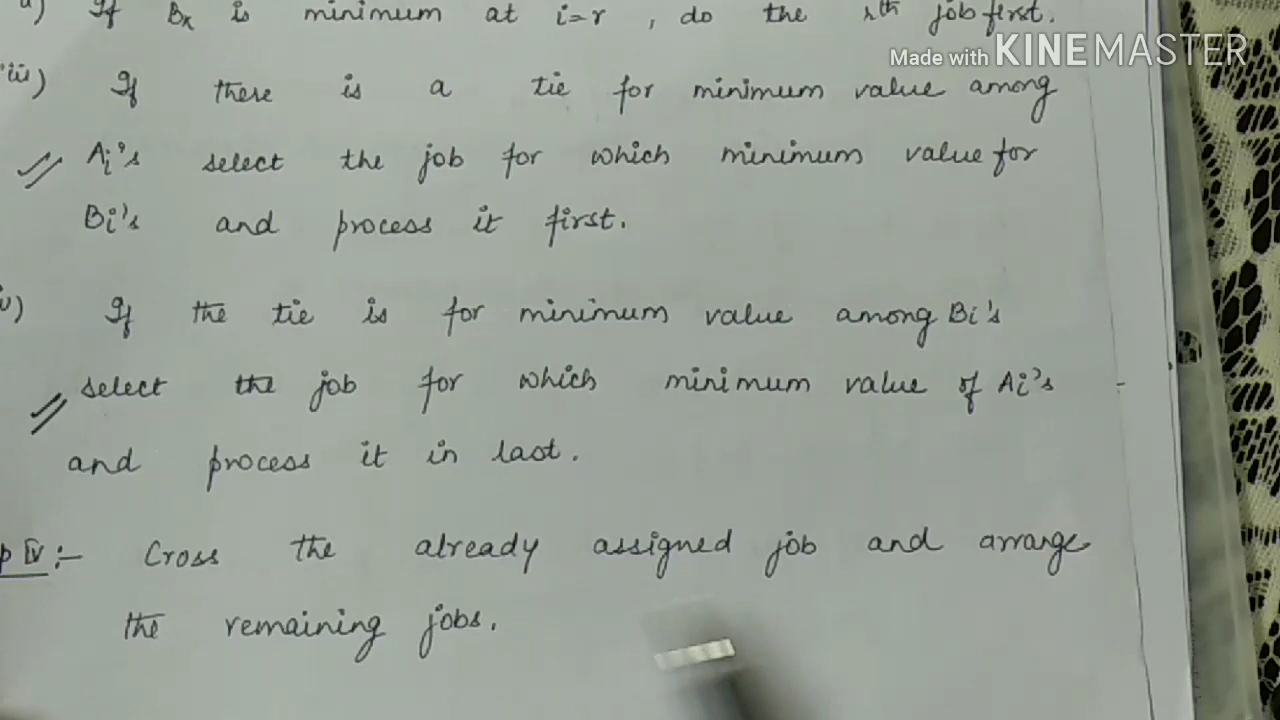 If Br is minimum at i=r, do the rth job first.
Made with KINEMASTER
iii) If there is a tie for minimum value among
Ai's select the job for which minimum value for
Bi's and process it first.
If the tie is for minimum value among Bi's
select the job for which minimum value of Ai's
and process it in last.
p IV :- Cross the already assigned job and arrange
the remaining jobs.